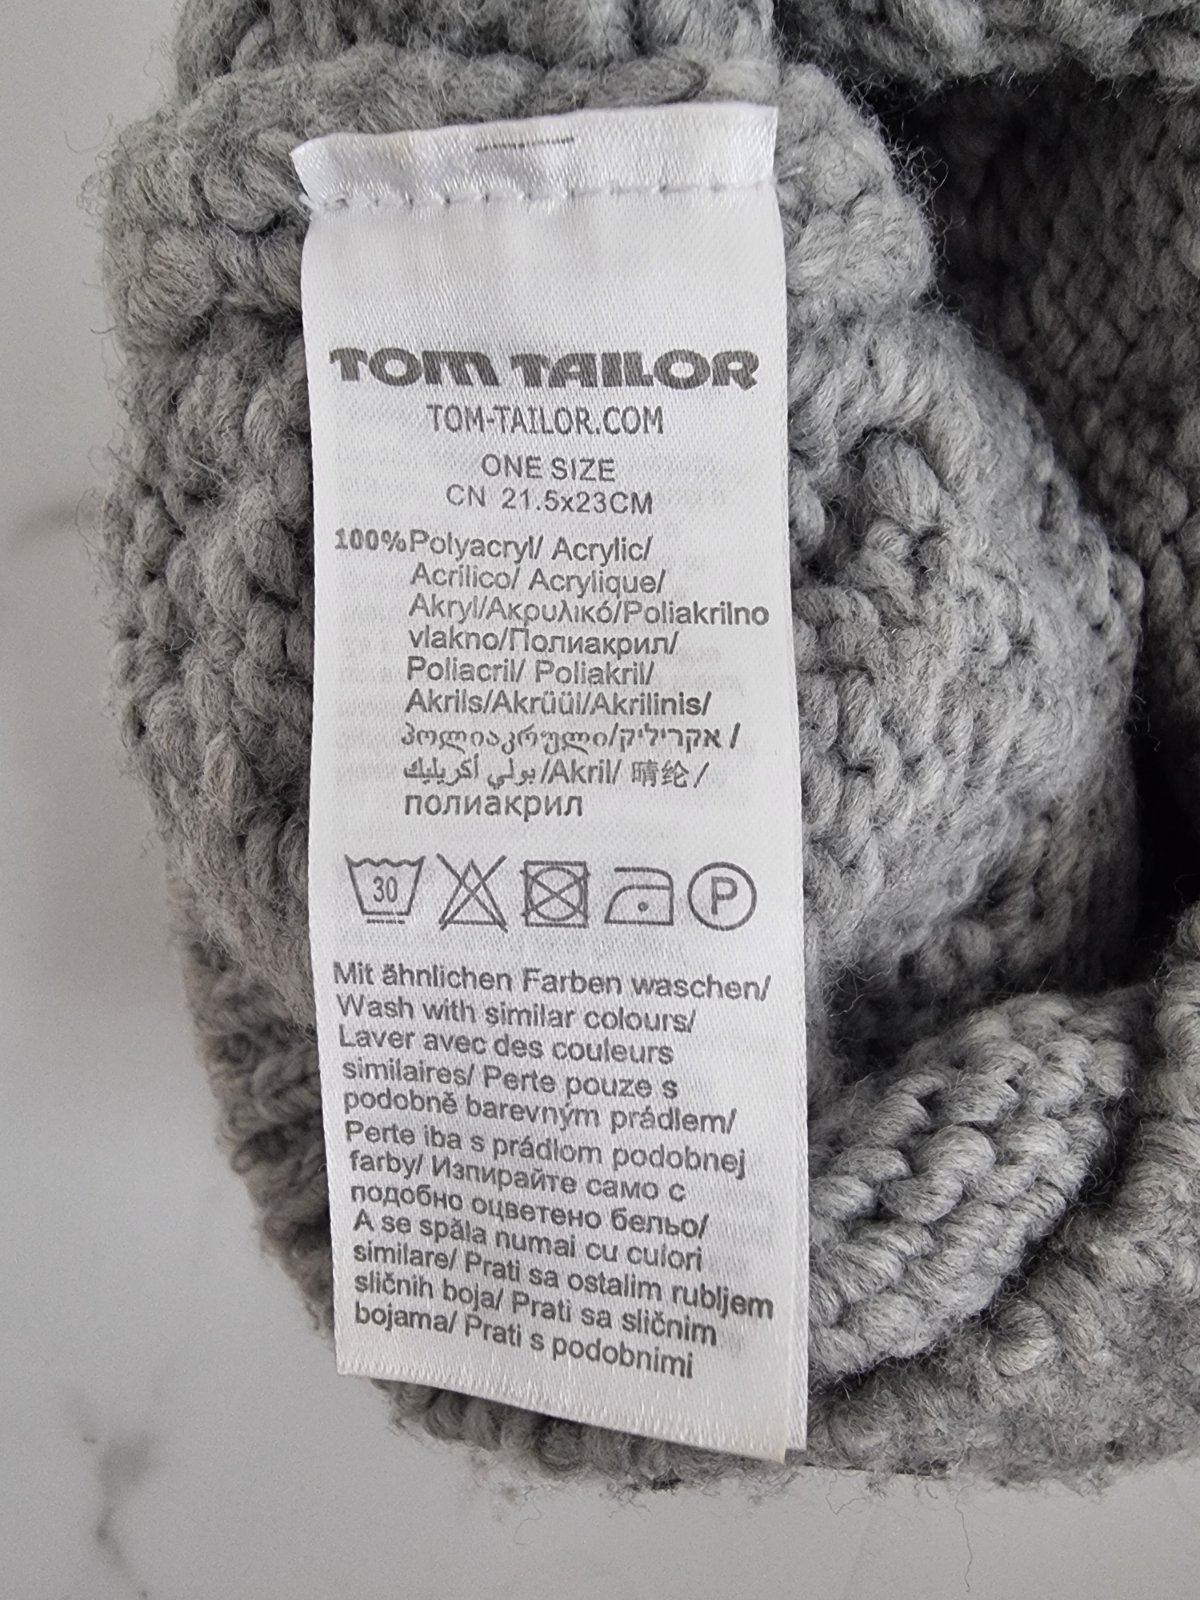 TOM TAILOR
TOM-TAILOR.COM
ONE SIZE
CN 21.5x23CM
100%Polyacryl/ Acrylic/
Acrilico/ Acrylique/
Akryl/Ακρυλικό/Poliakrilno
vlakno/Полиакрил/
Poliacril/ Poliakril/
Akrils/Akrüül/Akrilinis/
პოლიაკრული/אקריליק /
بولي أكريليك/Akril/ 晴纶/
полиакрил
30
P
Mit ähnlichen Farben waschen/
Wash with similar colours/
Laver avec des couleurs
similaires/ Perte pouze s
podobně barevným prádlem/
Perte iba s prádlom podobnej
farby/ Изпирайте само с
подобно оцветено бельо/
A se spăla numai cu culori
similare/ Prati sa ostalim rubljem
sličnih boja/ Prati sa sličnim
bojama/ Prati s podobnimi